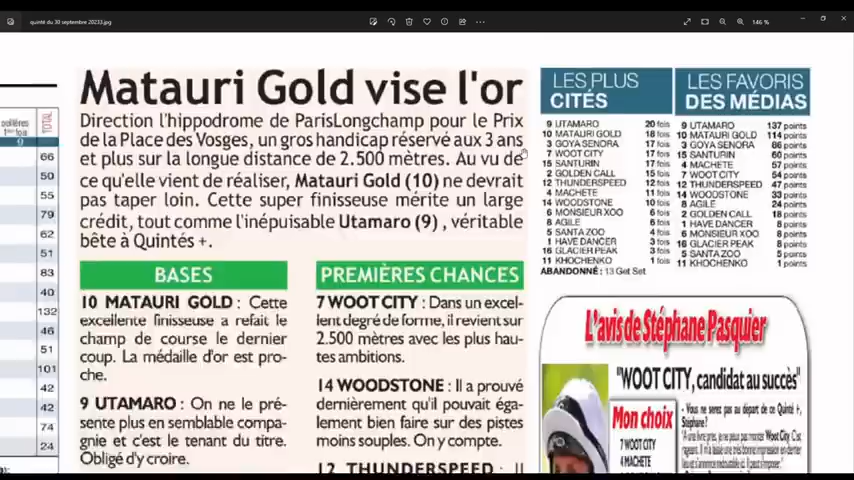 quinté du 30 septembre 20233.jpg
146 %
TOTAL
9
66
50
55
79
62
51
83
40
132
46
51
101
42
42
74
24
Matauri Gold vise l'or
Direction l'hippodrome de ParisLongchamp pour le Prix
de la Place des Vosges, un gros handicap réservé aux 3 ans
et plus sur la longue distance de 2.500 mètres. Au vu de
ce qu'elle vient de réaliser, Matauri Gold (10) ne devrait
pas taper loin. Cette super finisseuse mérite un large
crédit, tout comme l'inépuisable Utamaro (9) , véritable
bête à Quintés +.
BASES
10 MATAURI GOLD : Cette
excellente finisseuse a refait le
champ de course le dernier
coup. La médaille d'or est pro-
che.
9 UTAMARO : On ne le pré-
sente plus en semblable compa-
gnie et c'est le tenant du titre.
Obligé d'y croire.
PREMIÈRES CHANCES
7 WOOT CITY : Dans un excel-
lent degré de forme, il revient sur
2.500 mètres avec les plus hau-
tes ambitions.
14 WOODSTONE : Il a prouvé
dernièrement qu'il pouvait éga-
lement bien faire sur des pistes
moins souples. On y compte.
12 THUNDERSPEED : Il
LES PLUS
CITÉS
9 UTAMARO 20 fois
10 MATAURI GOLD 18 fois
3 GOYA SENORA 17 fois
7 WOOT CITY 17 fois
15 SANTURIN 17 fois
2 GOLDEN CALL 15 fois
12 THUNDERSPEED 12 fois
4 MACHETE 11 fois
14 WOODSTONE 10 fois
6 MONSIEUR XOO 6 fois
8 AGILE 6 fois
5 SANTA ZOO 4 fois
1 HAVE DANCER 3 fois
16 GLACIER PEAK 3 fois
11 KHOCHENKO 1 fois
ABANDONNÉ : 13 Get Set
LES FAVORIS
DES MÉDIAS
9 UTAMARO 137 points
10 MATAURI GOLD 114 points
3 GOYA SENORA 86 points
15 SANTURIN 60 points
4 MACHETE 57 points
7 WOOT CITY 54 points
12 THUNDERSPEED 47 points
14 WOODSTONE 33 points
8 AGILE 24 points
2 GOLDEN CALL 18 points
1 HAVE DANCER 8 points
6 MONSIEUR XOO 8 points
16 GLACIER PEAK 8 points
5 SANTA ZOO 5 points
11 KHOCHENKO 1 points
L'avis de Stéphane Pasquier
"WOOT CITY, candidat au succès"
Mon choix
7 WOOT CITY
4 MACHETE
- Vous ne serez pas au départ de ce Quinté +,
Stéphane ?